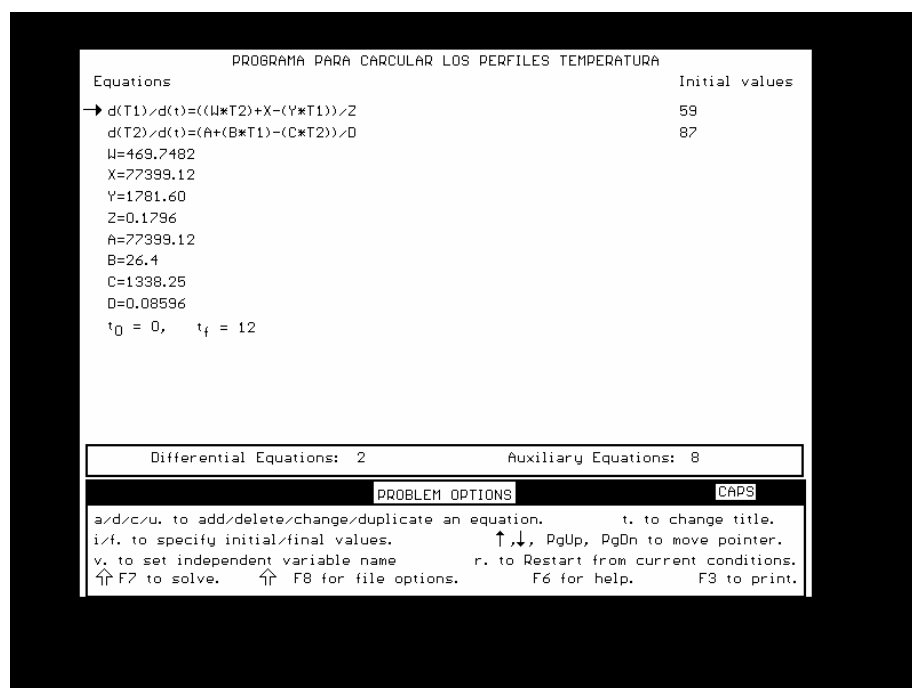 PROGRAMA PARA CARCULAR LOS PERFILES TEMPERATURA
Equations Initial values
→ d(T1)/d(t)=((W*T2)+X-(Y*T1))/Z 59
d(T2)/d(t)=(A+(B*T1)-(C*T2))/D 87
W=469.7482
X=77399.12
Y=1781.60
Z=0.1796
A=77399.12
B=26.4
C=1338.25
D=0.08596
t0 = 0, tf = 12
Differential Equations: 2 Auxiliary Equations: 8
PROBLEM OPTIONS CAPS
a/d/c/u. to add/delete/change/duplicate an equation. t. to change title.
i/f. to specify initial/final values. ↑,↓, PgUp, PgDn to move pointer.
v. to set independent variable name r. to Restart from current conditions.
⇧ F7 to solve. ⇧ F8 for file options. F6 for help. F3 to print.